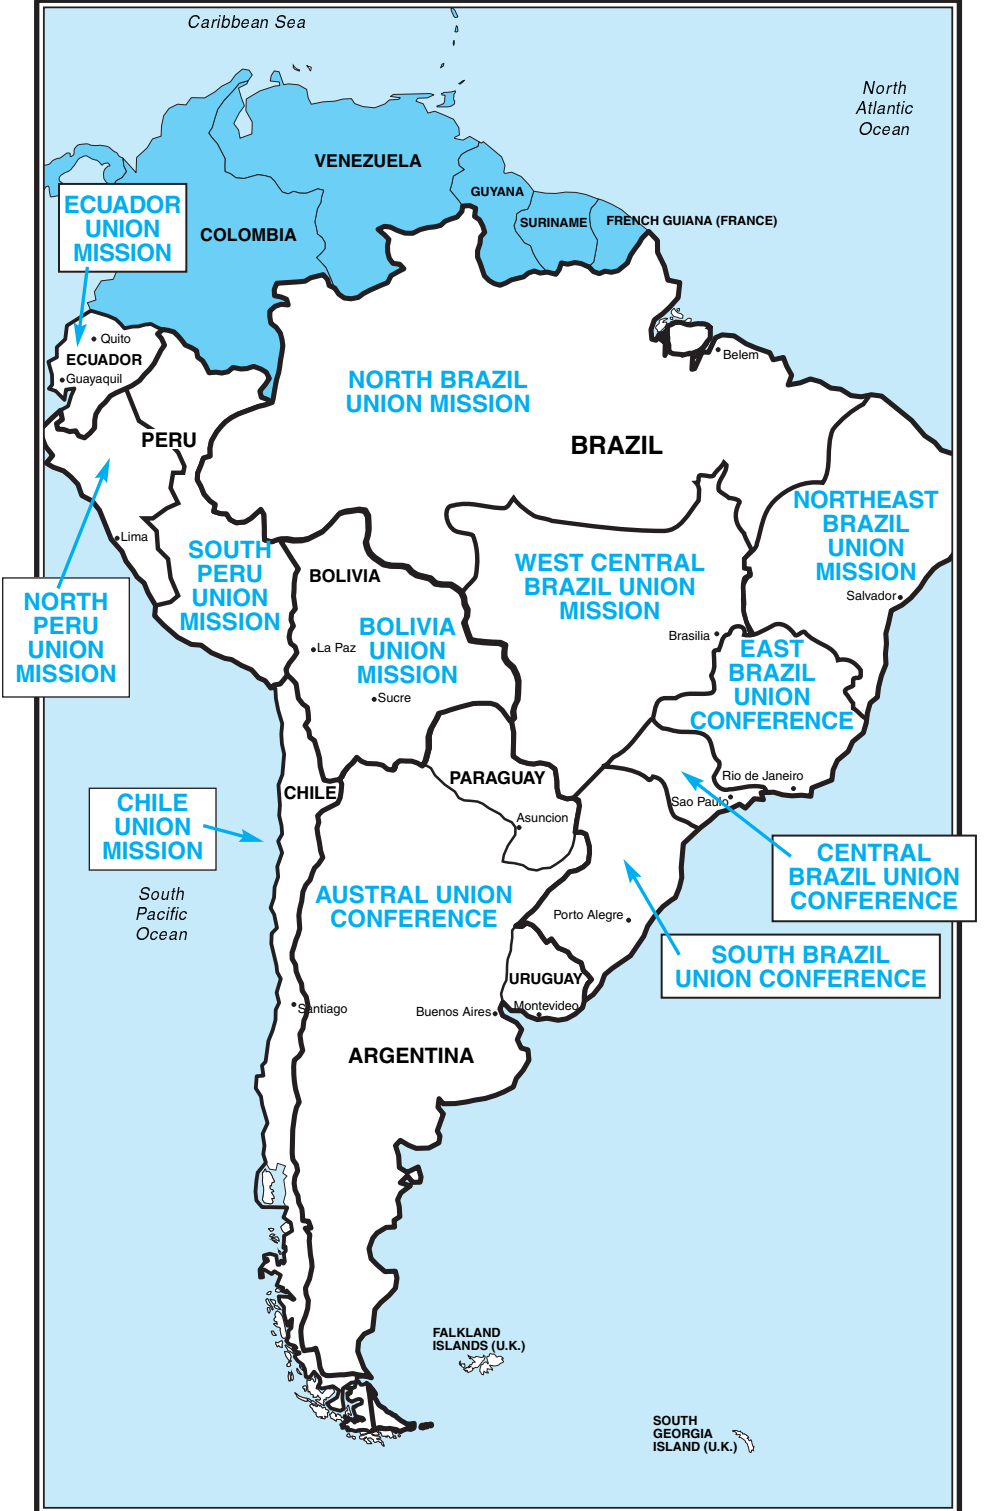 Caribbean Sea
North
Atlantic
Ocean
VENEZUELA
GUYANA
SURINAME
FRENCH GUIANA (FRANCE)
COLOMBIA
ECUADOR
UNION
MISSION
Quito
ECUADOR
Guayaquil
Belem
NORTH BRAZIL
UNION MISSION
PERU
BRAZIL
NORTHEAST
BRAZIL
UNION
MISSION
Salvador
Lima
SOUTH
PERU
UNION
MISSION
BOLIVIA
WEST CENTRAL
BRAZIL UNION
MISSION
NORTH
PERU
UNION
MISSION
BOLIVIA
UNION
MISSION
La Paz
Sucre
Brasilia
EAST
BRAZIL
UNION
CONFERENCE
PARAGUAY
Rio de Janeiro
CHILE
Sao Paulo
Asuncion
CHILE
UNION
MISSION
CENTRAL
BRAZIL UNION
CONFERENCE
South
Pacific
Ocean
AUSTRAL UNION
CONFERENCE
Porto Alegre
SOUTH BRAZIL
UNION CONFERENCE
URUGUAY
Santiago
Buenos Aires
Montevideo
ARGENTINA
FALKLAND
ISLANDS (U.K.)
SOUTH
GEORGIA
ISLAND (U.K.)